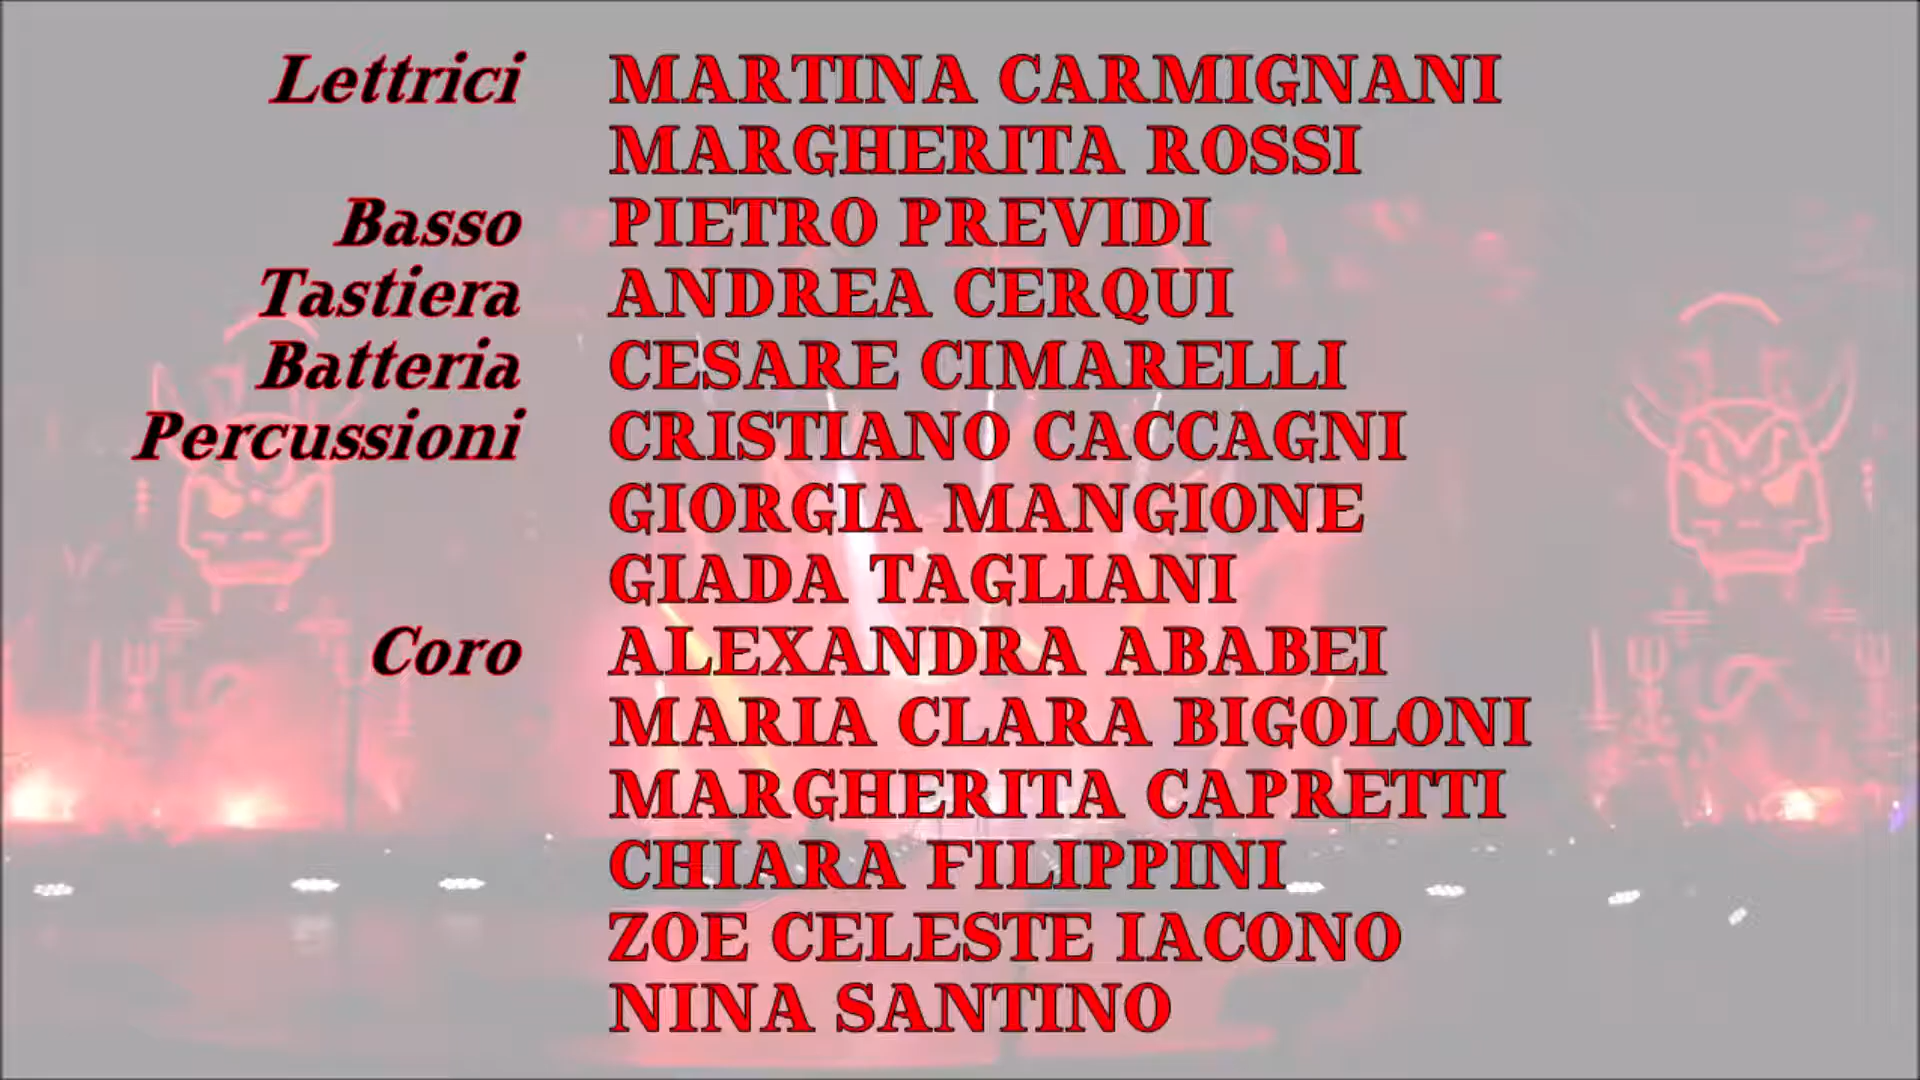 Lettrici MARTINA CARMIGNANI
MARGHERITA ROSSI
Basso PIETRO PREVIDI
Tastiera ANDREA CERQUI
Batteria CESARE CIMARELLI
Percussioni CRISTIANO CACCAGNI
GIORGIA MANGIONE
GIADA TAGLIANI
Coro ALEXANDRA ABABEI
MARIA CLARA BIGOLONI
MARGHERITA CAPRETTI
CHIARA FILIPPINI
ZOE CELESTE IACONO
NINA SANTINO